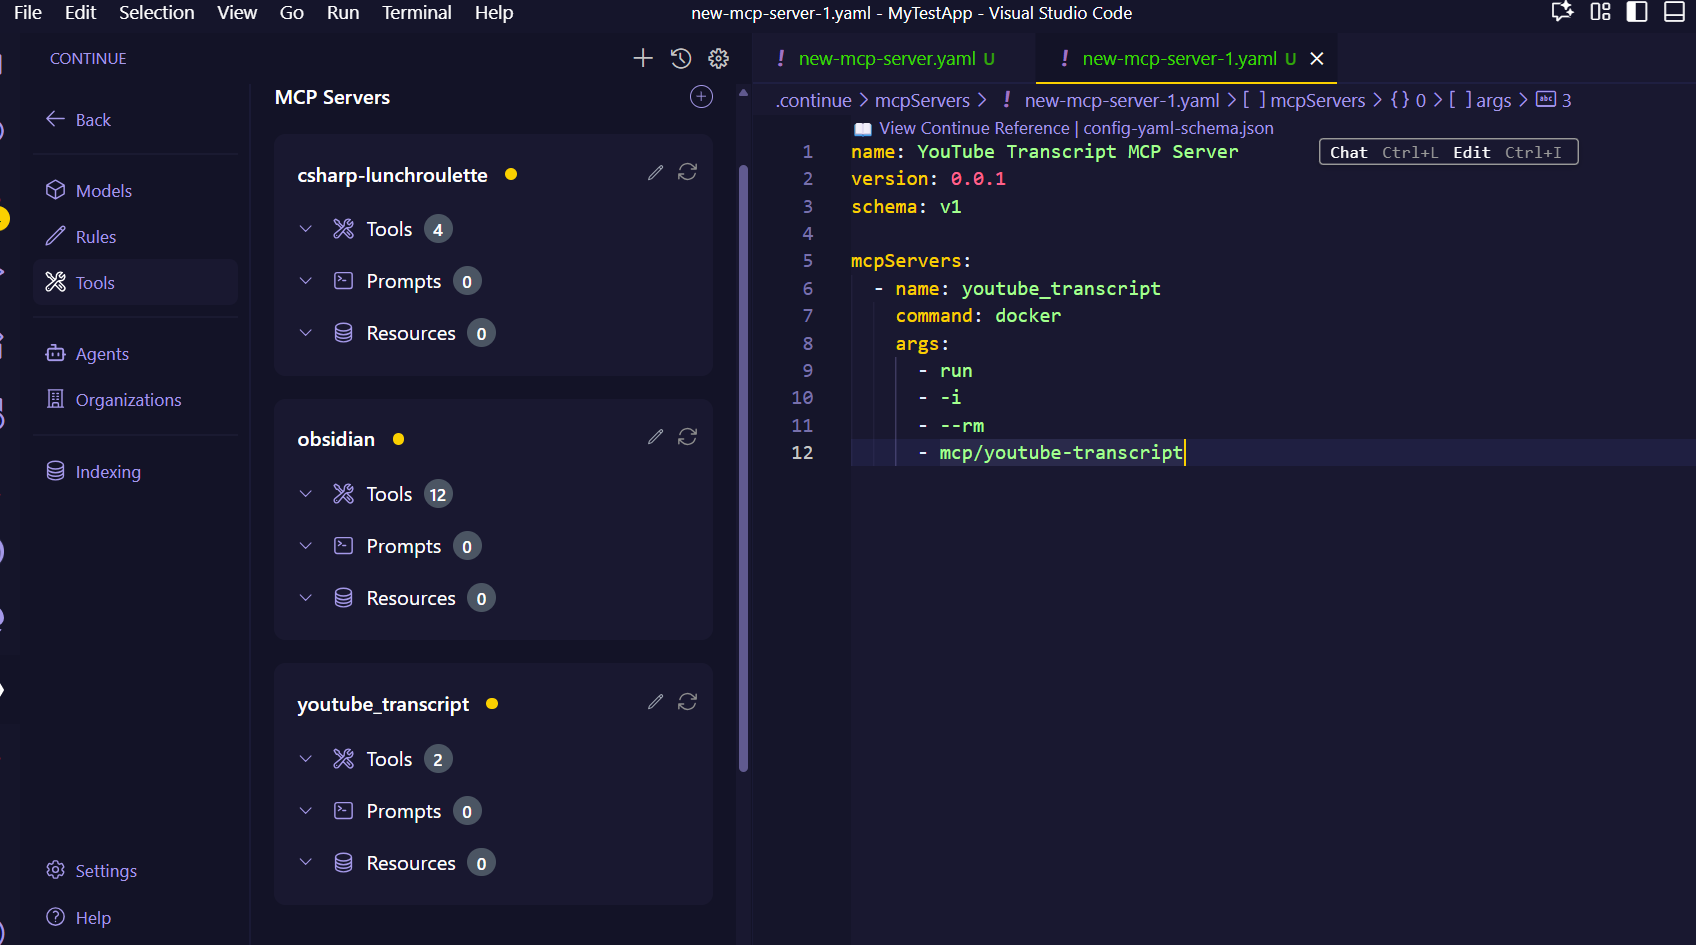 File Edit Selection View Go Run Terminal Help
new-mcp-server-1.yaml - MyTestApp - Visual Studio Code
CONTINUE
Back
Models
Rules
Tools
Agents
Organizations
Indexing
Settings
Help
MCP Servers
csharp-lunchroulette
Tools 4
Prompts 0
Resources 0
obsidian
Tools 12
Prompts 0
Resources 0
youtube_transcript
Tools 2
Prompts 0
Resources 0
! new-mcp-server.yaml U
! new-mcp-server-1.yaml U
.continue > mcpServers > ! new-mcp-server-1.yaml > [ ] mcpServers > {} 0 > [ ] args > abc 3
View Continue Reference | config-yaml-schema.json
Chat Ctrl+L Edit Ctrl+I
1 name: YouTube Transcript MCP Server
2 version: 0.0.1
3 schema: v1
4
5 mcpServers:
6 - name: youtube_transcript
7 command: docker
8 args:
9 - run
10 - -i
11 - --rm
12 - mcp/youtube-transcript